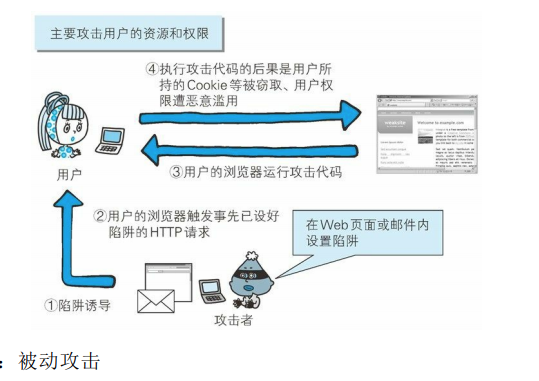 主要攻击用户的资源和权限
④执行攻击代码的后果是用户所
持的Cookie等被窃取、用户权
限遭恶意滥用
③用户的浏览器运行攻击代码
用户
②用户的浏览器触发事先已设好
陷阱的HTTP请求
在Web页面或邮件内
设置陷阱
①陷阱诱导
攻击者
：被动攻击